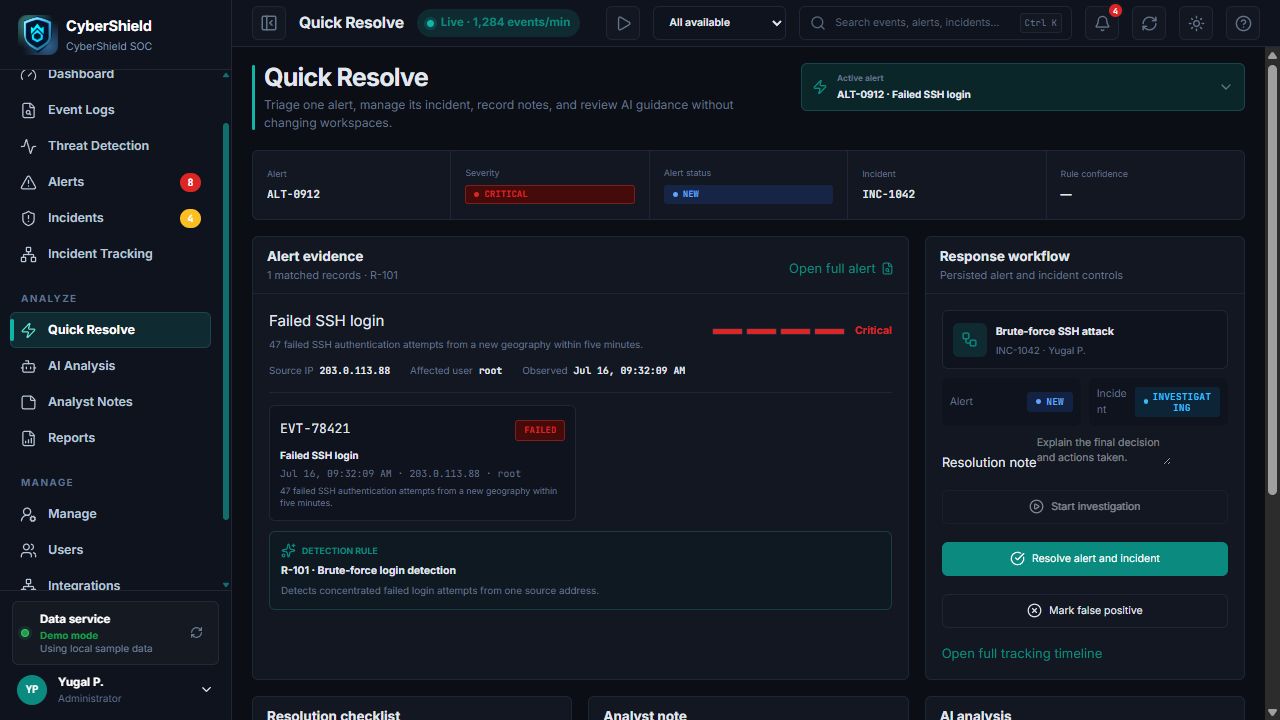 CyberShield
CyberShield SOC
Dashboard
Event Logs
Threat Detection
Alerts
8
Incidents
4
Incident Tracking
ANALYZE
Quick Resolve
AI Analysis
Analyst Notes
Reports
MANAGE
Manage
Users
Integrations
Data service
Demo mode
Using local sample data
YP
Yugal P.
Administrator
Quick Resolve
Live · 1,284 events/min
All available
Search events, alerts, incidents...
Ctrl K
4
Quick Resolve
Triage one alert, manage its incident, record notes, and review AI guidance without
changing workspaces.
Active alert
ALT-0912 · Failed SSH login
Alert
ALT-0912
Severity
CRITICAL
Alert status
NEW
Incident
INC-1042
Rule confidence
—
Alert evidence
1 matched records · R-101
Open full alert
Failed SSH login
47 failed SSH authentication attempts from a new geography within five minutes.
Critical
Source IP 203.0.113.88 Affected user root Observed Jul 16, 09:32:09 AM
EVT-78421
FAILED
Failed SSH login
Jul 16, 09:32:09 AM · 203.0.113.88 · root
47 failed SSH authentication attempts from a new geography within
five minutes.
DETECTION RULE
R-101 · Brute-force login detection
Detects concentrated failed login attempts from one source address.
Response workflow
Persisted alert and incident controls
Brute-force SSH attack
INC-1042 · Yugal P.
Alert
NEW
Incide
nt
INVESTIGAT
ING
Resolution note
Explain the final decision
and actions taken.
Start investigation
Resolve alert and incident
Mark false positive
Open full tracking timeline
Resolution checklist
Analyst note
AI analysis